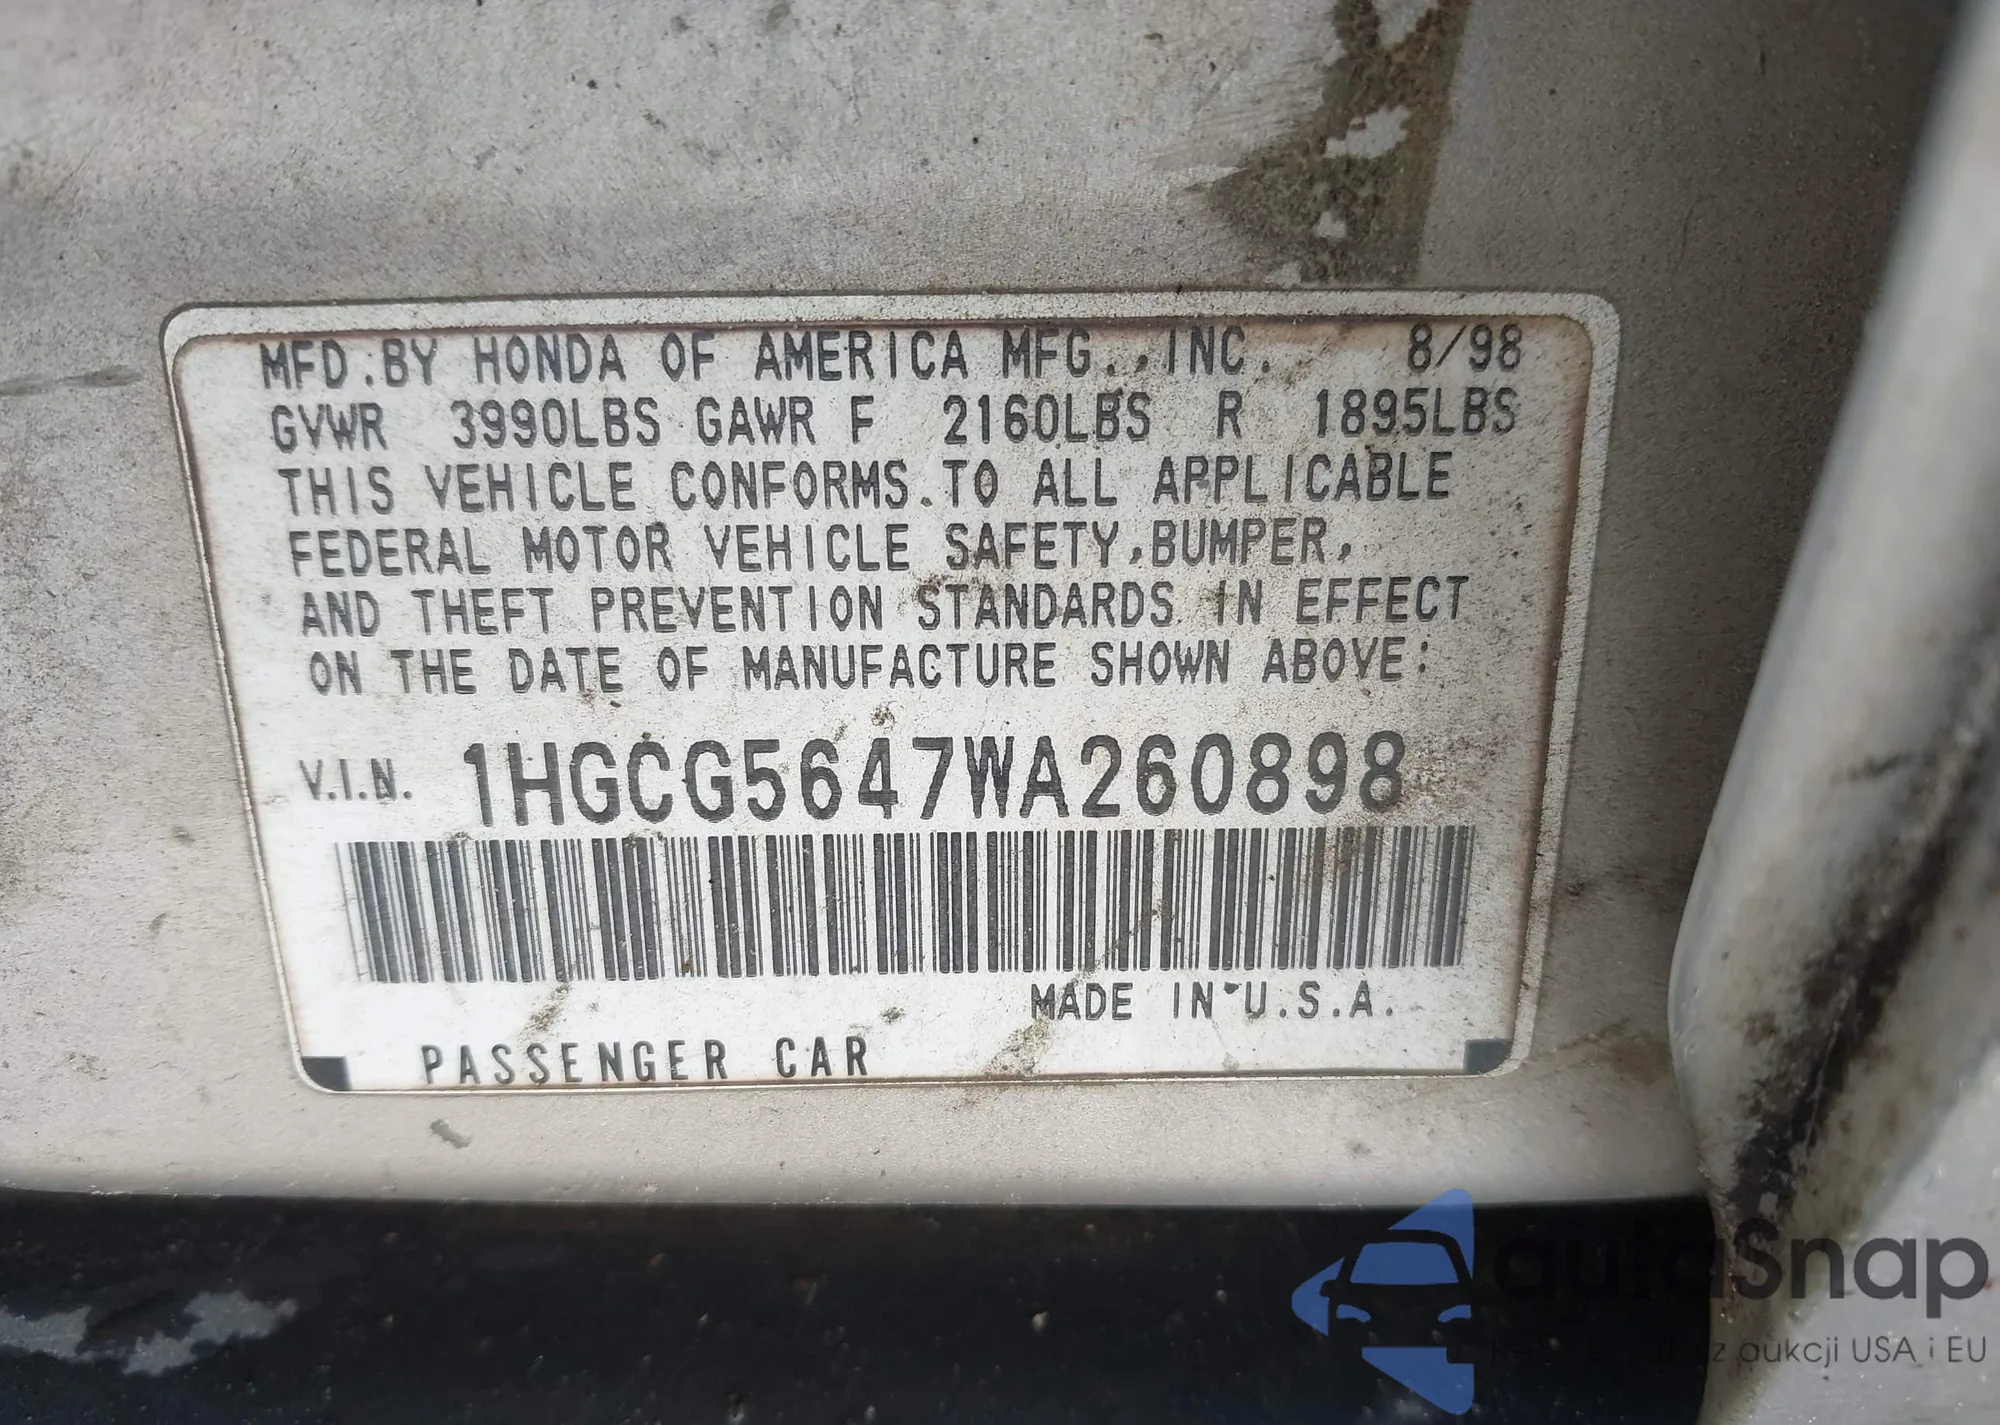 MFD.BY HONDA OF AMERICA MFG.,INC. 8/98
GVWR 3990LBS GAWR F 2160LBS R 1895LBS
THIS VEHICLE CONFORMS TO ALL APPLICABLE
FEDERAL MOTOR VEHICLE SAFETY,BUMPER,
AND THEFT PREVENTION STANDARDS IN EFFECT
ON THE DATE OF MANUFACTURE SHOWN ABOVE:
V.I.N. 1HGCG5647WA260898
MADE IN U.S.A.
PASSENGER CAR
autaSnap
z aukcji USA i EU